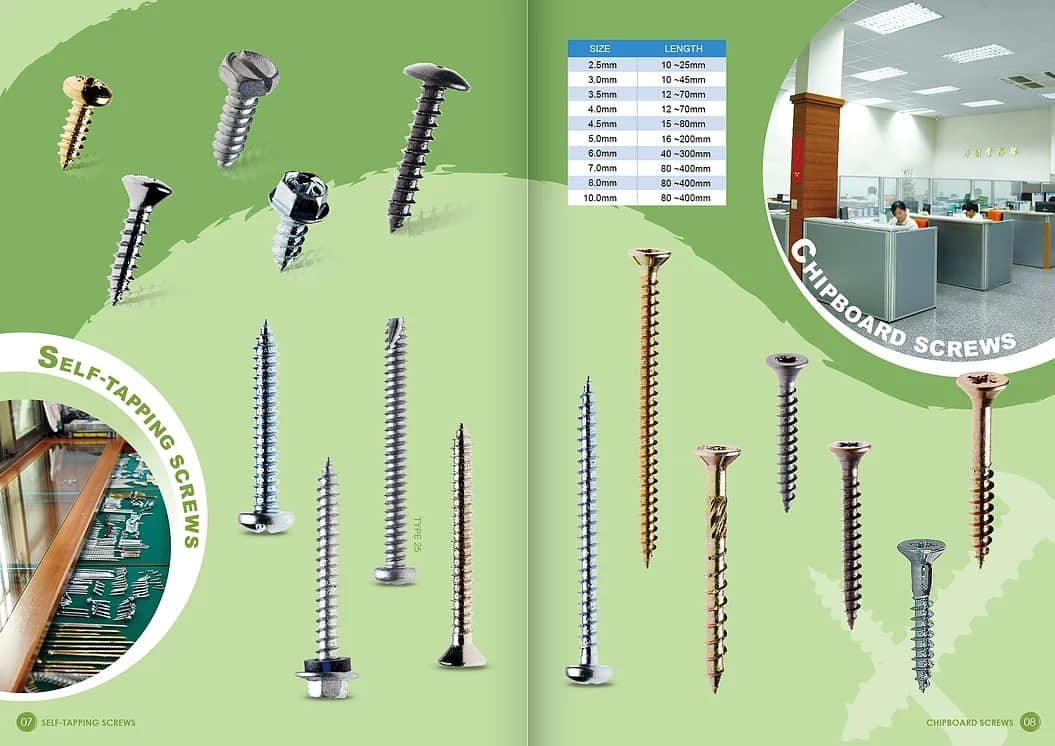 SELF-TAPPING SCREWS
TYPE 25
07 SELF-TAPPING SCREWS
SIZE LENGTH
2.5mm 10 ~25mm
3.0mm 10 ~45mm
3.5mm 12 ~70mm
4.0mm 12 ~70mm
4.5mm 15 ~80mm
5.0mm 16 ~200mm
6.0mm 40 ~300mm
7.0mm 80 ~400mm
8.0mm 80 ~400mm
10.0mm 80 ~400mm
CHIPBOARD SCREWS
CHIPBOARD SCREWS 08